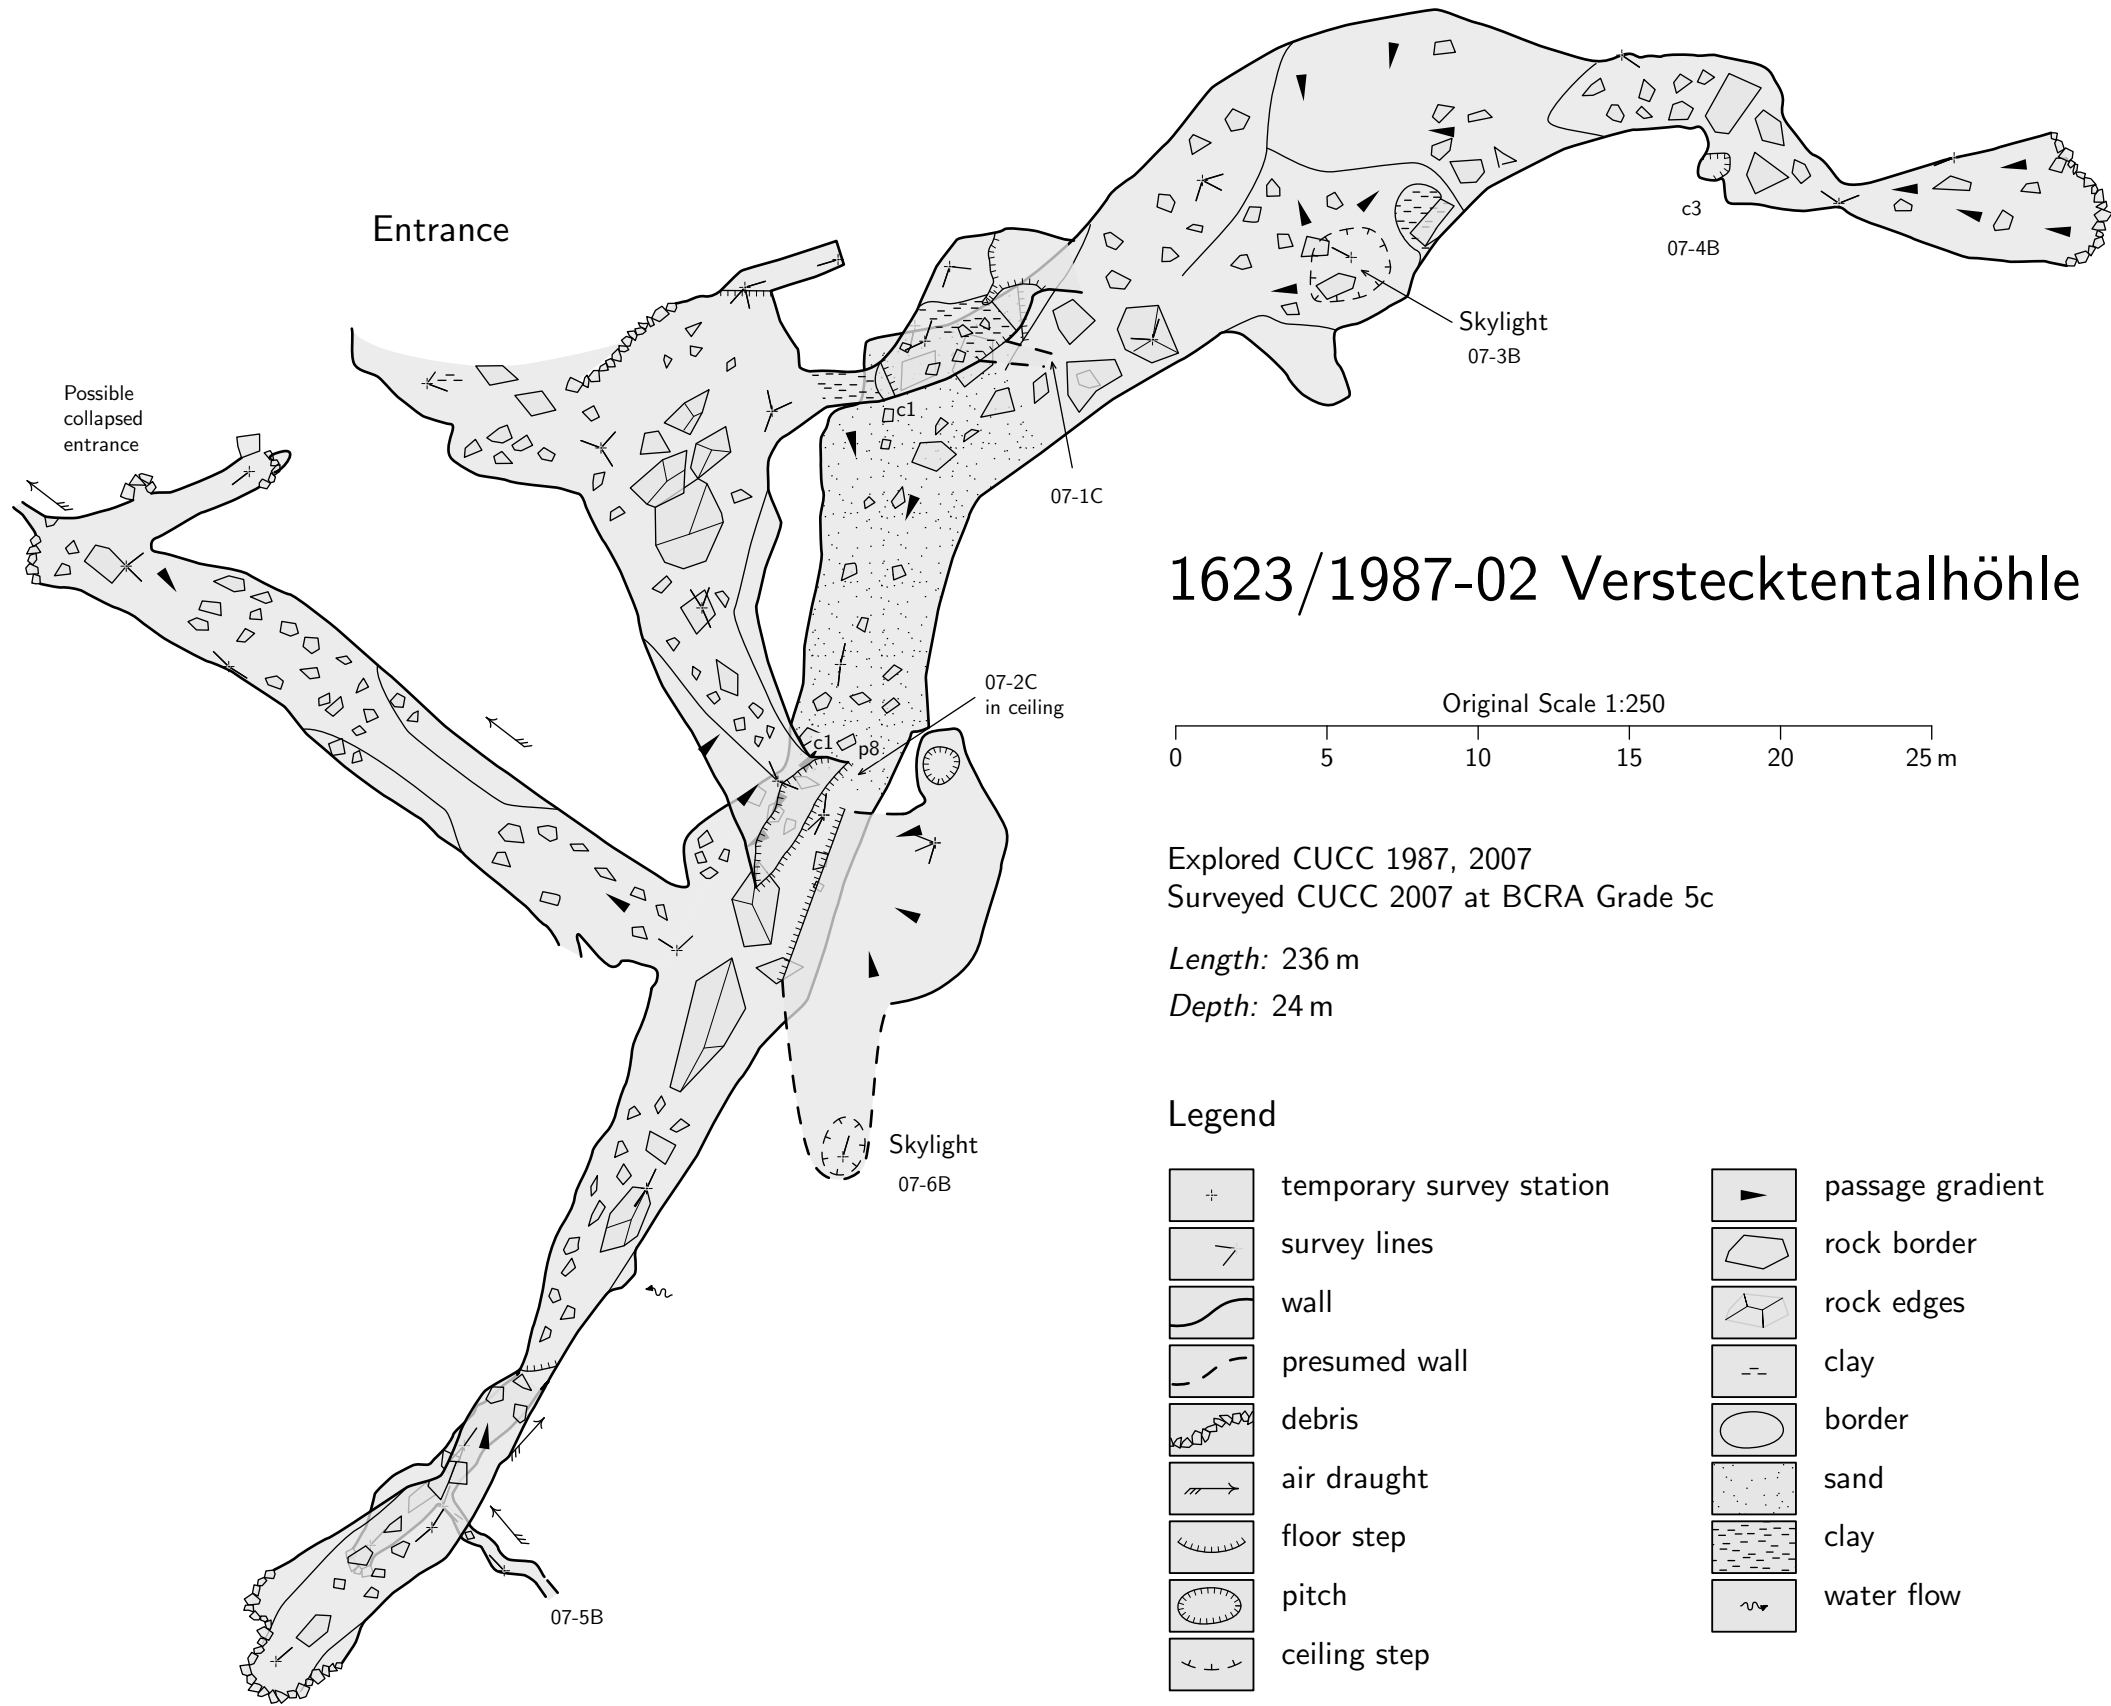 Entrance
Possible
collapsed
entrance
c3
07-4B
Skylight
07-3B
c1
07-1C
1623/1987-02 Verstecktentalhöhle
07-2C
in ceiling
c1
p8
Original Scale 1:250
0 5 10 15 20 25 m
Explored CUCC 1987, 2007
Surveyed CUCC 2007 at BCRA Grade 5c
Length: 236 m
Depth: 24 m
Skylight
07-6B
07-5B
Legend
temporary survey station
survey lines
wall
presumed wall
debris
air draught
floor step
pitch
ceiling step
passage gradient
rock border
rock edges
clay
border
sand
clay
water flow